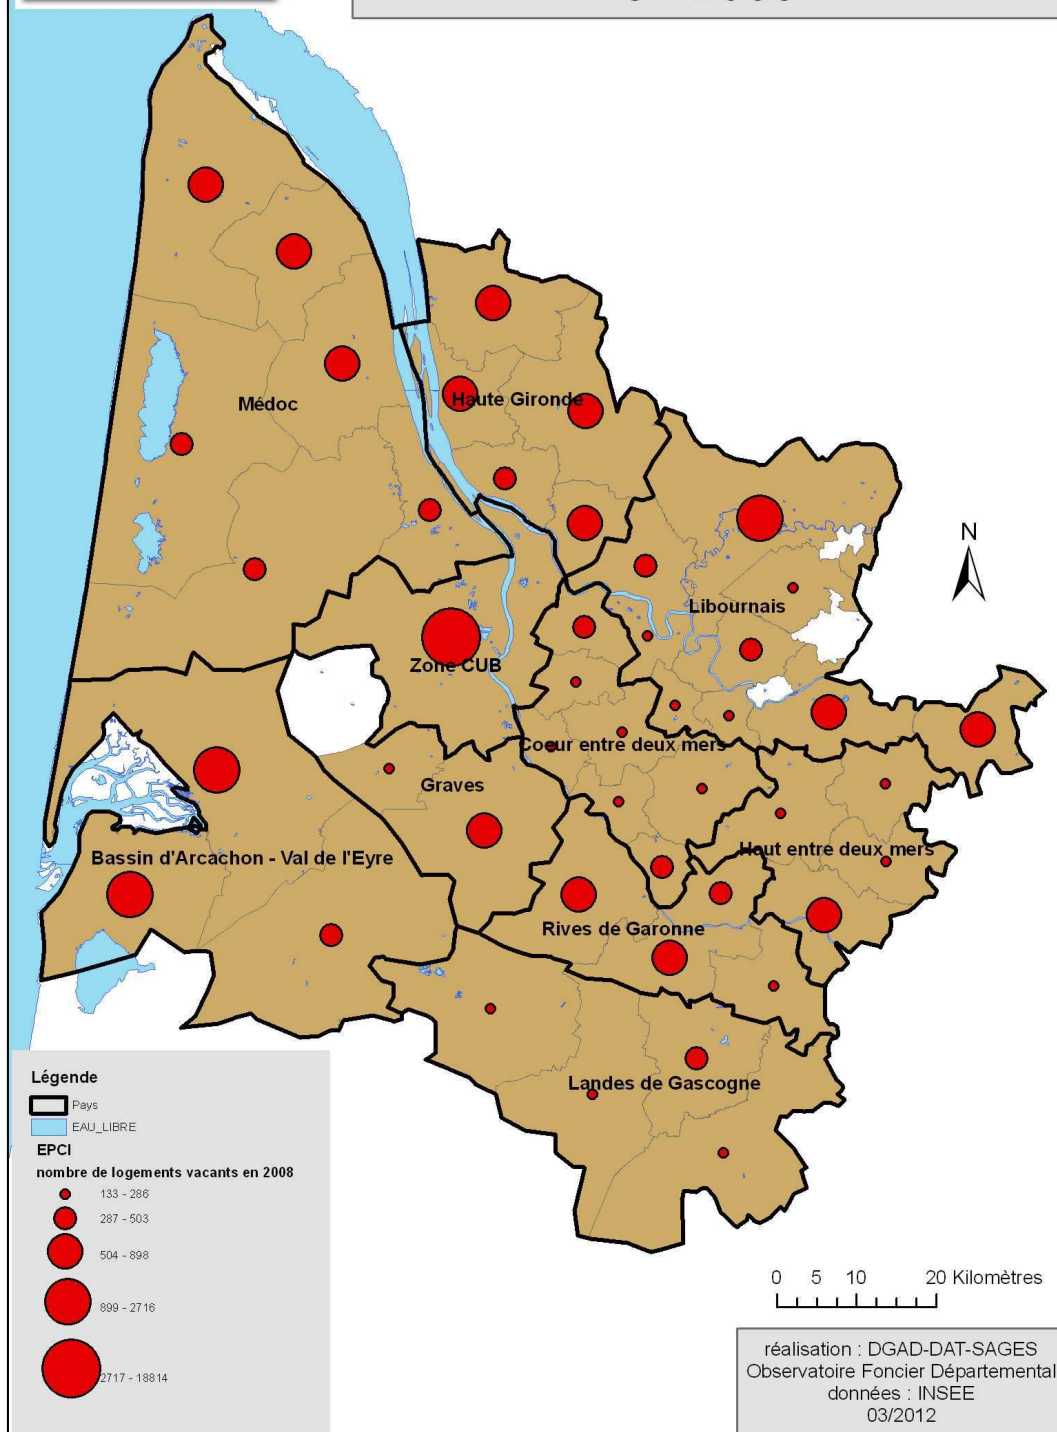 Médoc
Haute Gironde
N
Libournais
Zone CUB
Coeur entre deux mers
Graves
Bassin d'Arcachon - Val de l'Eyre
Haut entre deux mers
Rives de Garonne
Landes de Gascogne
Légende
Pays
EAU_LIBRE
EPCI
nombre de logements vacants en 2008
133 - 286
287 - 503
504 - 898
899 - 2716
2717 - 18814
0 5 10 20 Kilomètres
réalisation : DGAD-DAT-SAGES
Observatoire Foncier Départemental
données : INSEE
03/2012